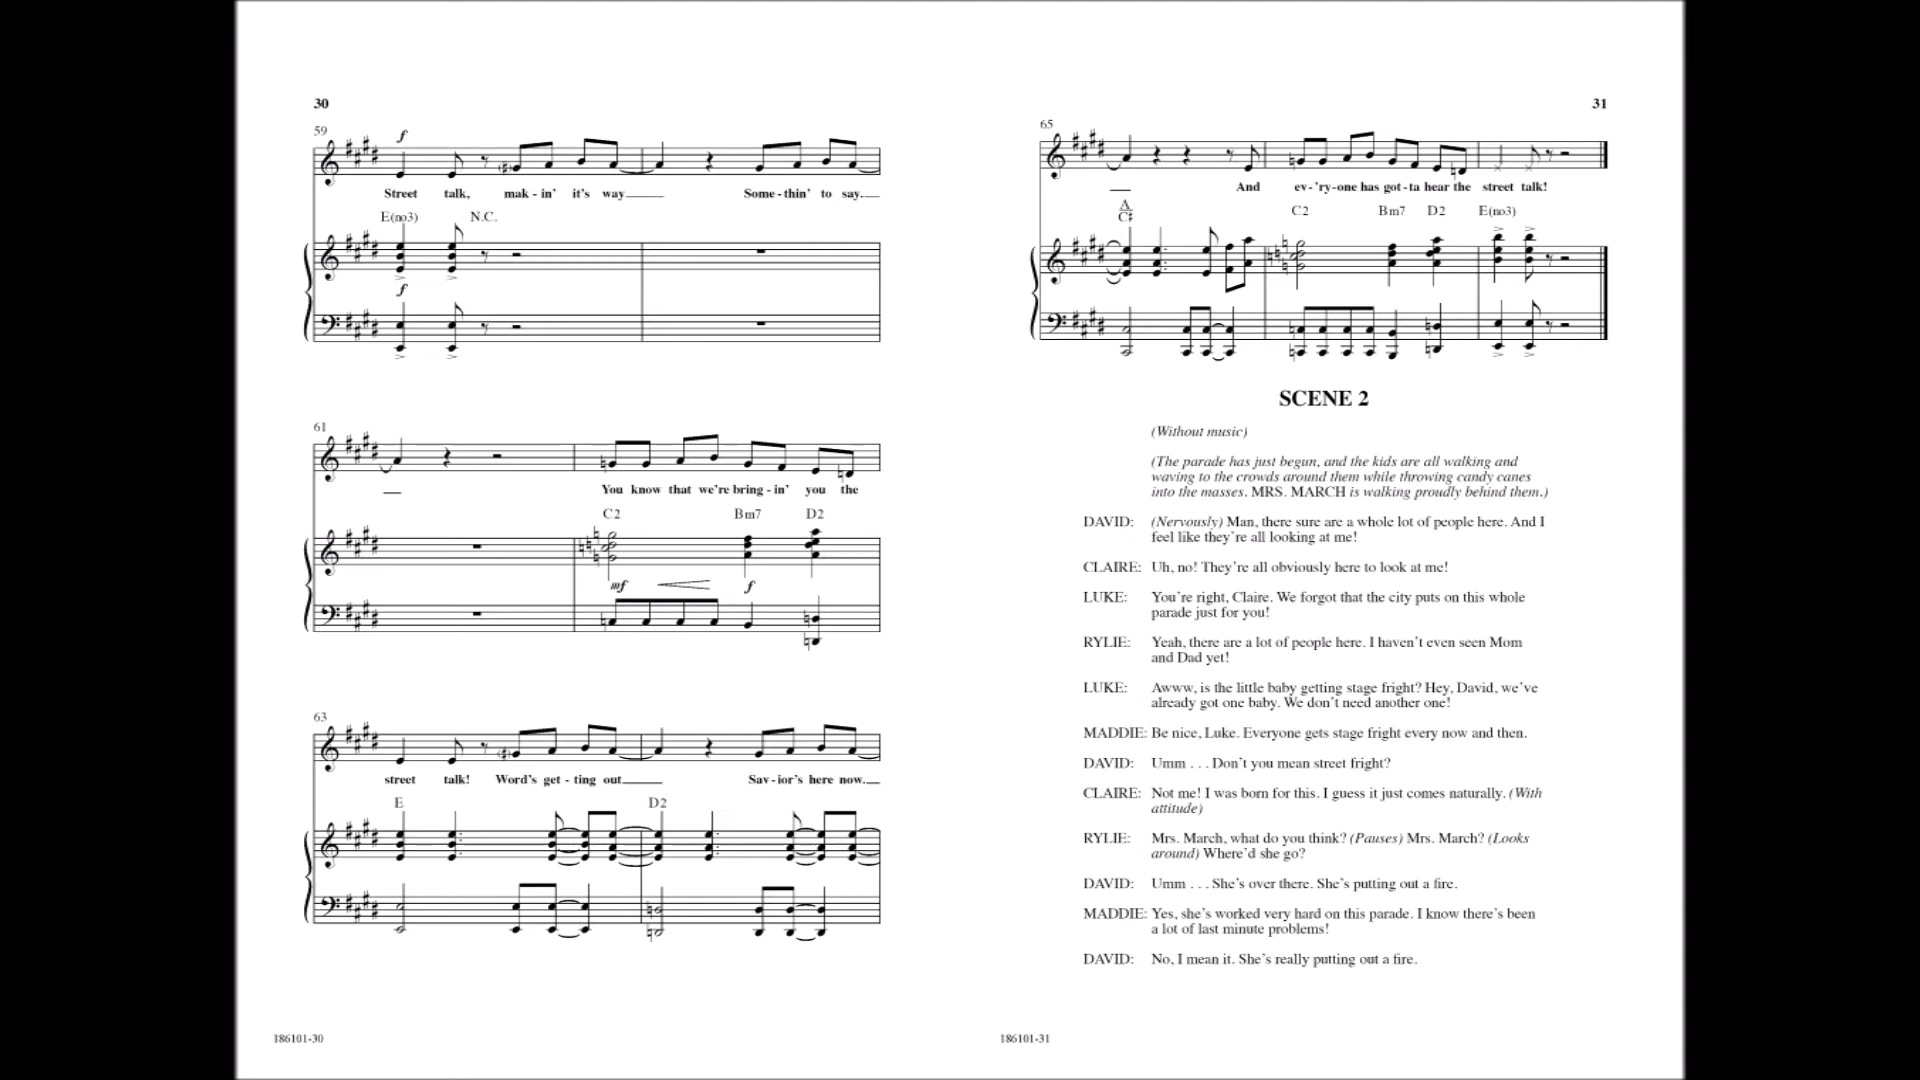 30
59
f
Street talk, mak - in' it's way Some - thin' to say.
E(no3) N.C.
f
61
You know that we're bring - in' you the
C2 Bm7 D2
mf f
63
street talk! Word's get - ting out Sav - ior's here now.
E D2
186101-30
31
65
And ev - 'ry - one has got - ta hear the street talk!
A
C♯ C2 Bm7 D2 E(no3)
SCENE 2
(Without music)
(The parade has just begun, and the kids are all walking and
waving to the crowds around them while throwing candy canes
into the masses. MRS. MARCH is walking proudly behind them.)
DAVID: (Nervously) Man, there sure are a whole lot of people here. And I
feel like they're all looking at me!
CLAIRE: Uh, no! They're all obviously here to look at me!
LUKE: You're right, Claire. We forgot that the city puts on this whole
parade just for you!
RYLIE: Yeah, there are a lot of people here. I haven't even seen Mom
and Dad yet!
LUKE: Awww, is the little baby getting stage fright? Hey, David, we've
already got one baby. We don't need another one!
MADDIE: Be nice, Luke. Everyone gets stage fright every now and then.
DAVID: Umm . . . Don't you mean street fright?
CLAIRE: Not me! I was born for this. I guess it just comes naturally. (With
attitude)
RYLIE: Mrs. March, what do you think? (Pauses) Mrs. March? (Looks
around) Where'd she go?
DAVID: Umm . . . She's over there. She's putting out a fire.
MADDIE: Yes, she's worked very hard on this parade. I know there's been
a lot of last minute problems!
DAVID: No, I mean it. She's really putting out a fire.
186101-31